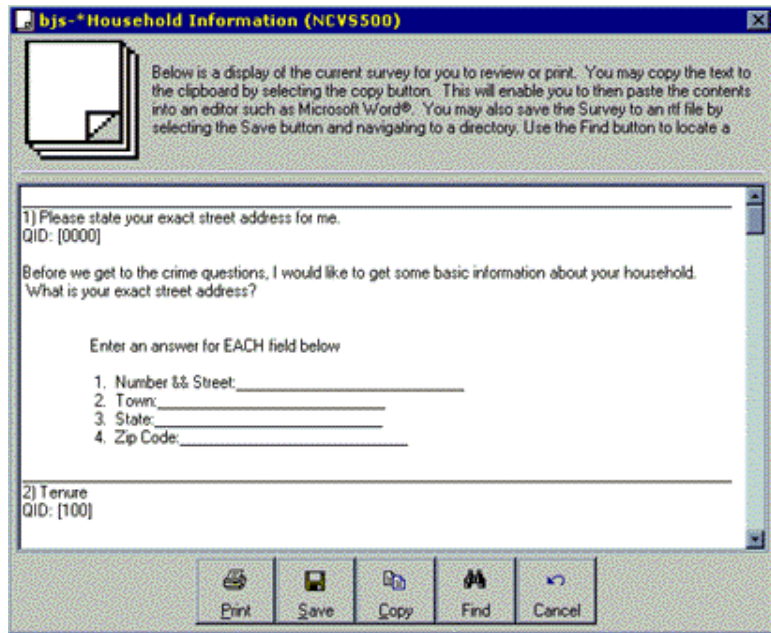 bjs-*Household Information (NCVS500)
Below is a display of the current survey for you to review or print. You may copy the text to
the clipboard by selecting the copy button. This will enable you to then paste the contents
into an editor such as Microsoft Word®. You may also save the Survey to an rtf file by
selecting the Save button and navigating to a directory. Use the Find button to locate a
1) Please state your exact street address for me.
QID: [0000]
Before we get to the crime questions, I would like to get some basic information about your household.
What is your exact street address?
Enter an answer for EACH field below
1. Number && Street:____________________
2. Town:____________________
3. State:____________________
4. Zip Code:____________________
2) Tenure
QID: [100]
Print Save Copy Find Cancel